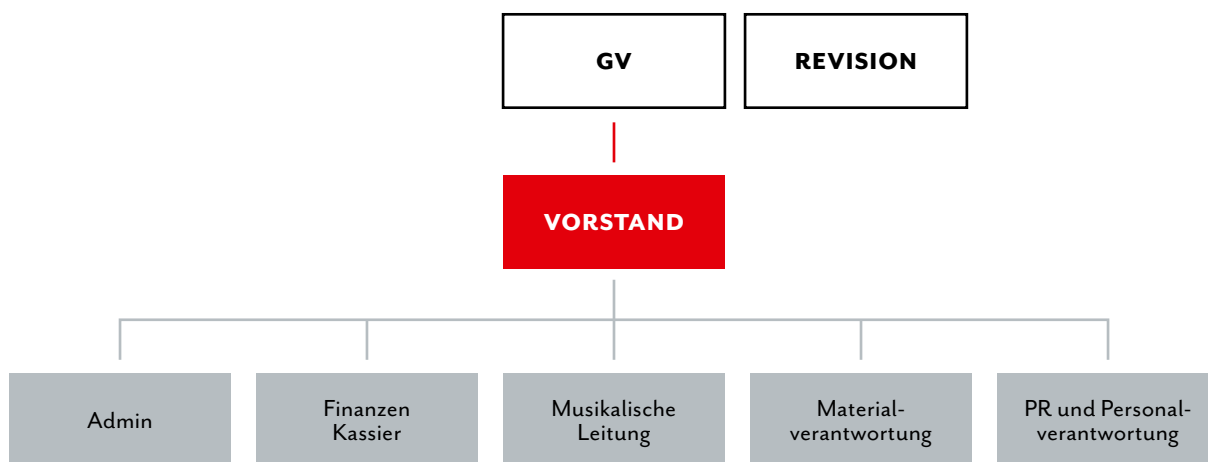 GV
REVISION
VORSTAND
Admin
Finanzen
Kassier
Musikalische
Leitung
Material-
verantwortung
PR und Personal-
verantwortung